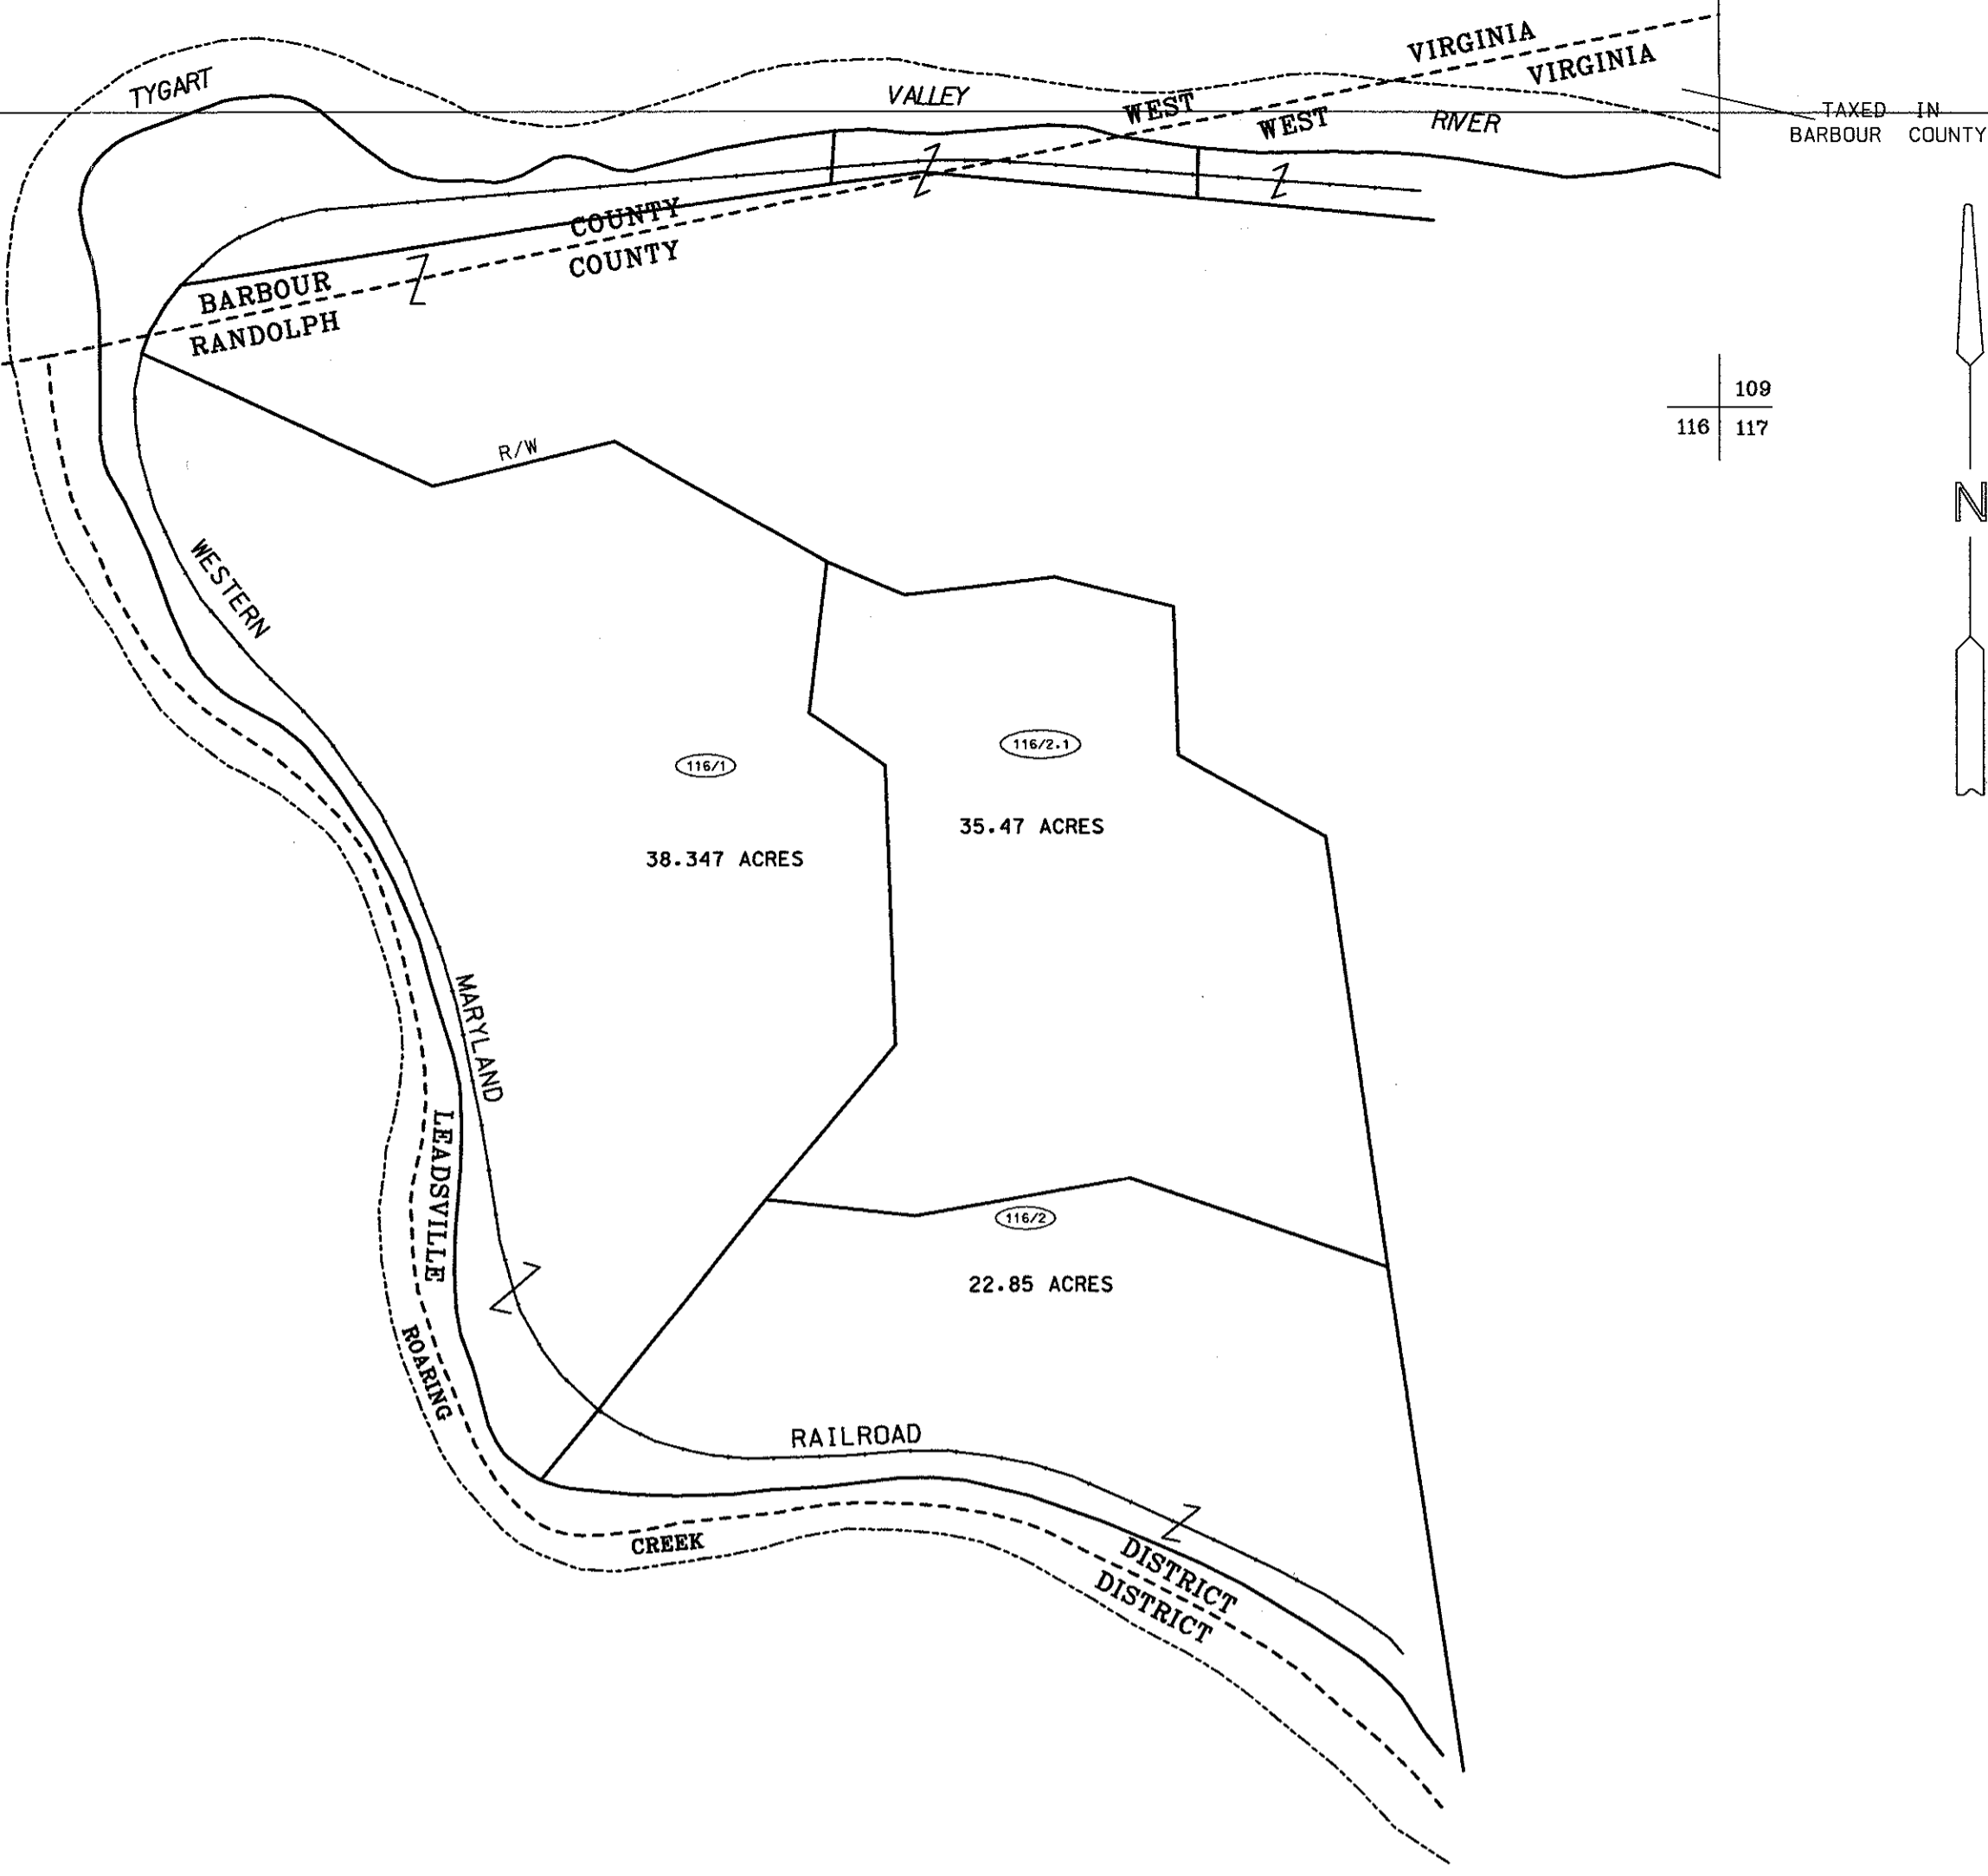 TYGART VALLEY RIVER
WEST VIRGINIA
WEST VIRGINIA
TAXED IN
BARBOUR COUNTY
BARBOUR COUNTY
RANDOLPH COUNTY
109
116 117
N
R/W
WESTERN MARYLAND RAILROAD
116/1
38.347 ACRES
116/2.1
35.47 ACRES
116/2
22.85 ACRES
LEADSVILLE DISTRICT
ROARING CREEK DISTRICT